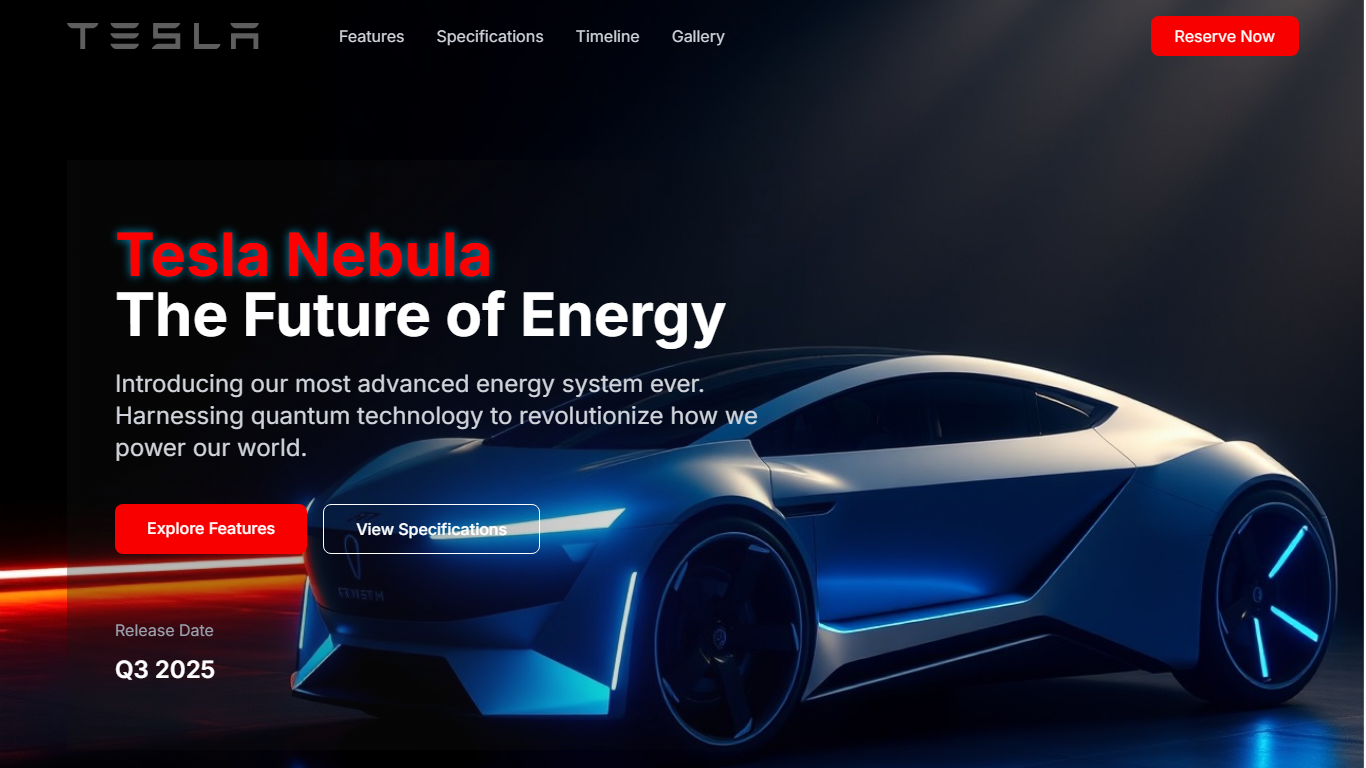 TESLA
Features
Specifications
Timeline
Gallery
Reserve Now
Tesla Nebula
The Future of Energy
Introducing our most advanced energy system ever.
Harnessing quantum technology to revolutionize how we
power our world.
Explore Features
View Specifications
Release Date
Q3 2025